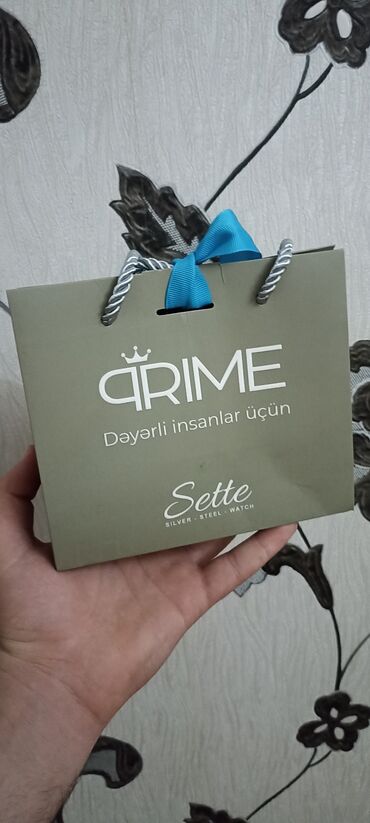 PRIME
Dəyərli insanlar üçün
Sette
SILVER - STEEL - WATCH